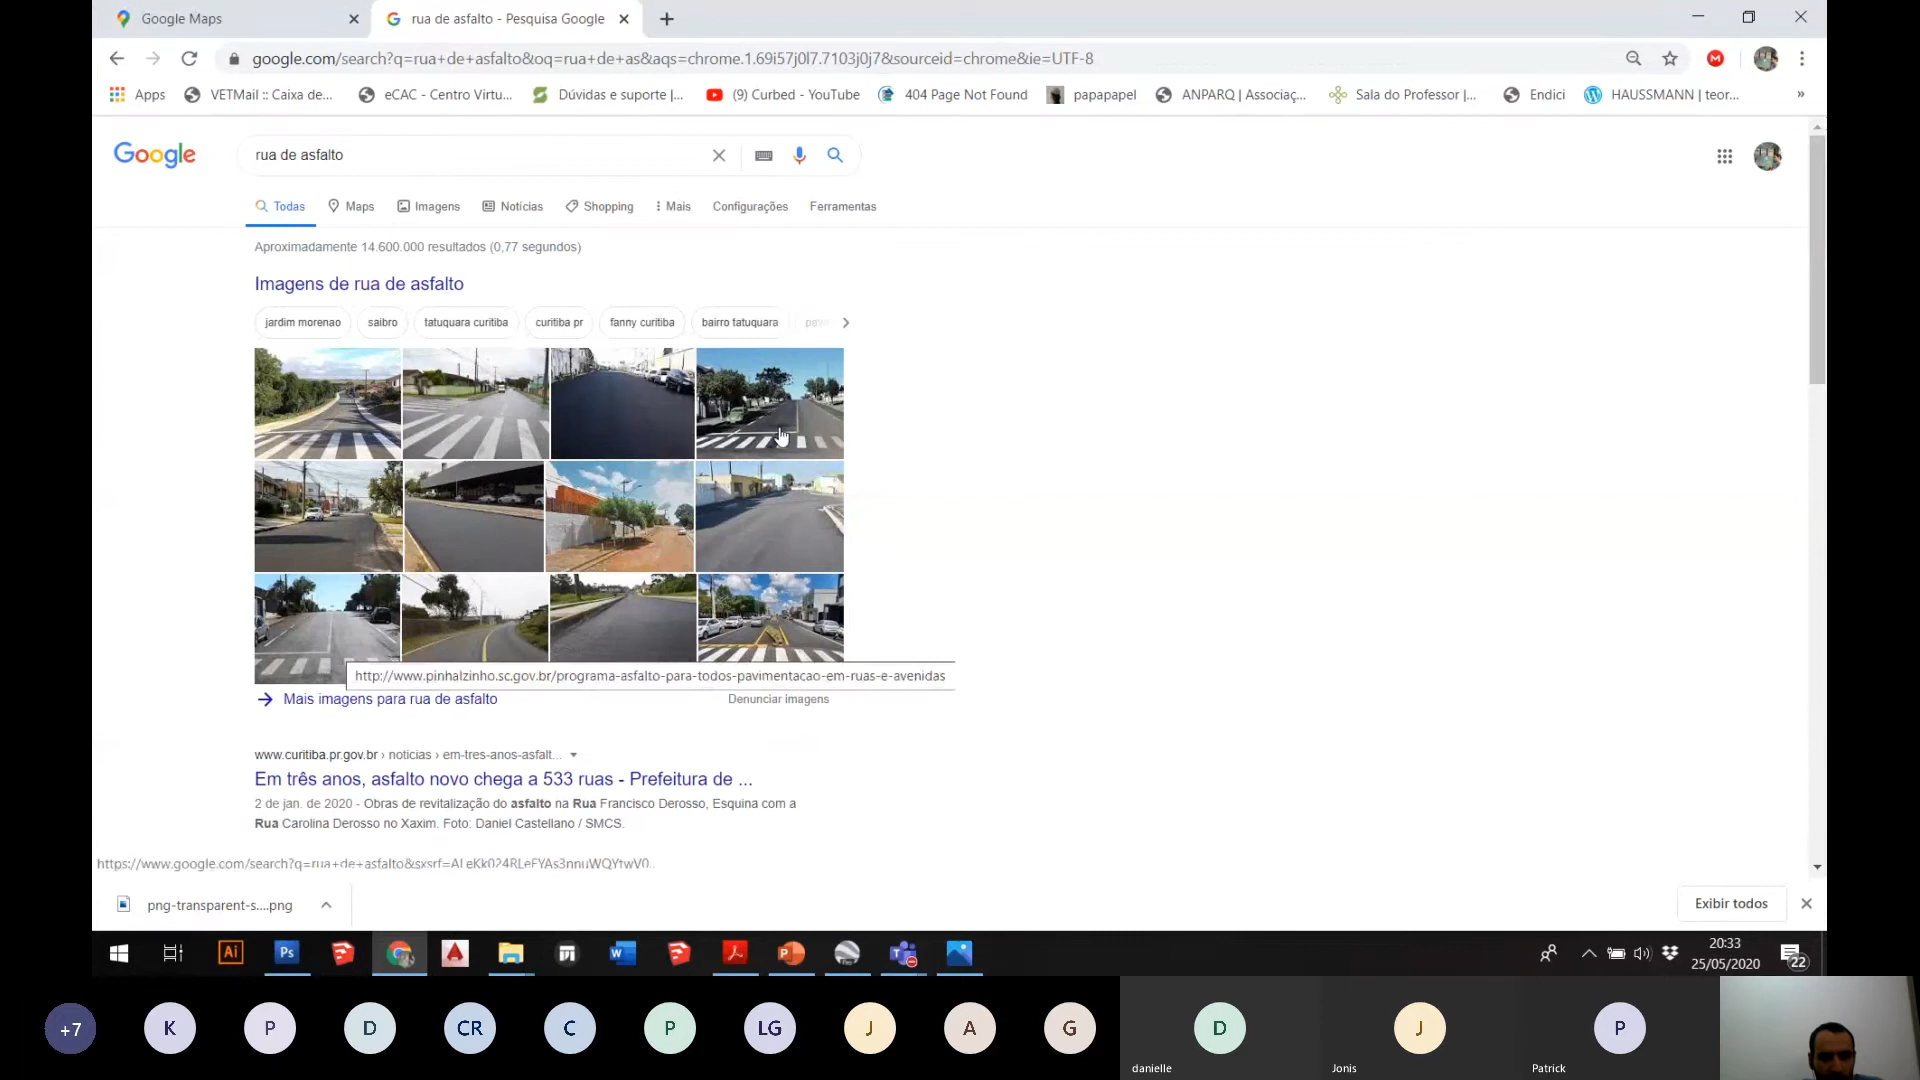 Google Maps
rua de asfalto - Pesquisa Google
google.com/search?q=rua+de+asfalto&oq=rua+de+as&aqs=chrome.1.69i57j0l7.7103j0j7&sourceid=chrome&ie=UTF-8
Apps
VETMail :: Caixa de...
eCAC - Centro Virtu...
Dúvidas e suporte |...
(9) Curbed - YouTube
404 Page Not Found
papapapel
ANPARQ | Associaç...
Sala do Professor |...
Endici
HAUSSMANN | teor...
»
Google
rua de asfalto
Todas
Maps
Imagens
Notícias
Shopping
Mais
Configurações
Ferramentas
Aproximadamente 14.600.000 resultados (0,77 segundos)
Imagens de rua de asfalto
jardim morenao
saibro
tatuquara curitiba
curitiba pr
fanny curitiba
bairro tatuquara
http://www.pinhalzinho.sc.gov.br/programa-asfalto-para-todos-pavimentacao-em-ruas-e-avenidas
Mais imagens para rua de asfalto
Denunciar imagens
www.curitiba.pr.gov.br › noticias › em-tres-anos-asfalt...
Em três anos, asfalto novo chega a 533 ruas - Prefeitura de ...
2 de jan. de 2020 - Obras de revitalização do asfalto na Rua Francisco Derosso, Esquina com a
Rua Carolina Derosso no Xaxim. Foto: Daniel Castellano / SMCS.
png-transparent-s....png
Exibir todos
Ai
Ps
20:33
25/05/2020
22
+7
K
P
D
CR
C
P
LG
J
A
G
D
danielle
J
Jonis
P
Patrick